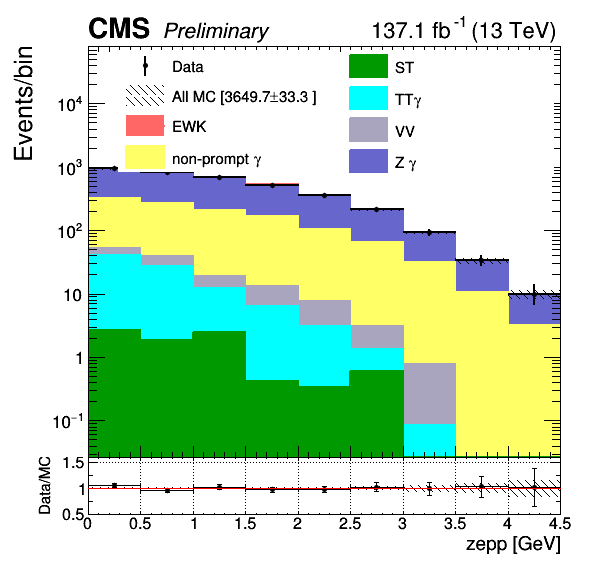 CMS Preliminary 137.1 fb⁻¹ (13 TeV)
Events/bin
Data
All MC [3649.7±33.3 ]
EWK
non-prompt γ
ST
TTγ
VV
Z γ
10⁴
10³
10²
10
1
10⁻¹
Data/MC
1.5
1
0.5
0 0.5 1 1.5 2 2.5 3 3.5 4 4.5
zepp [GeV]